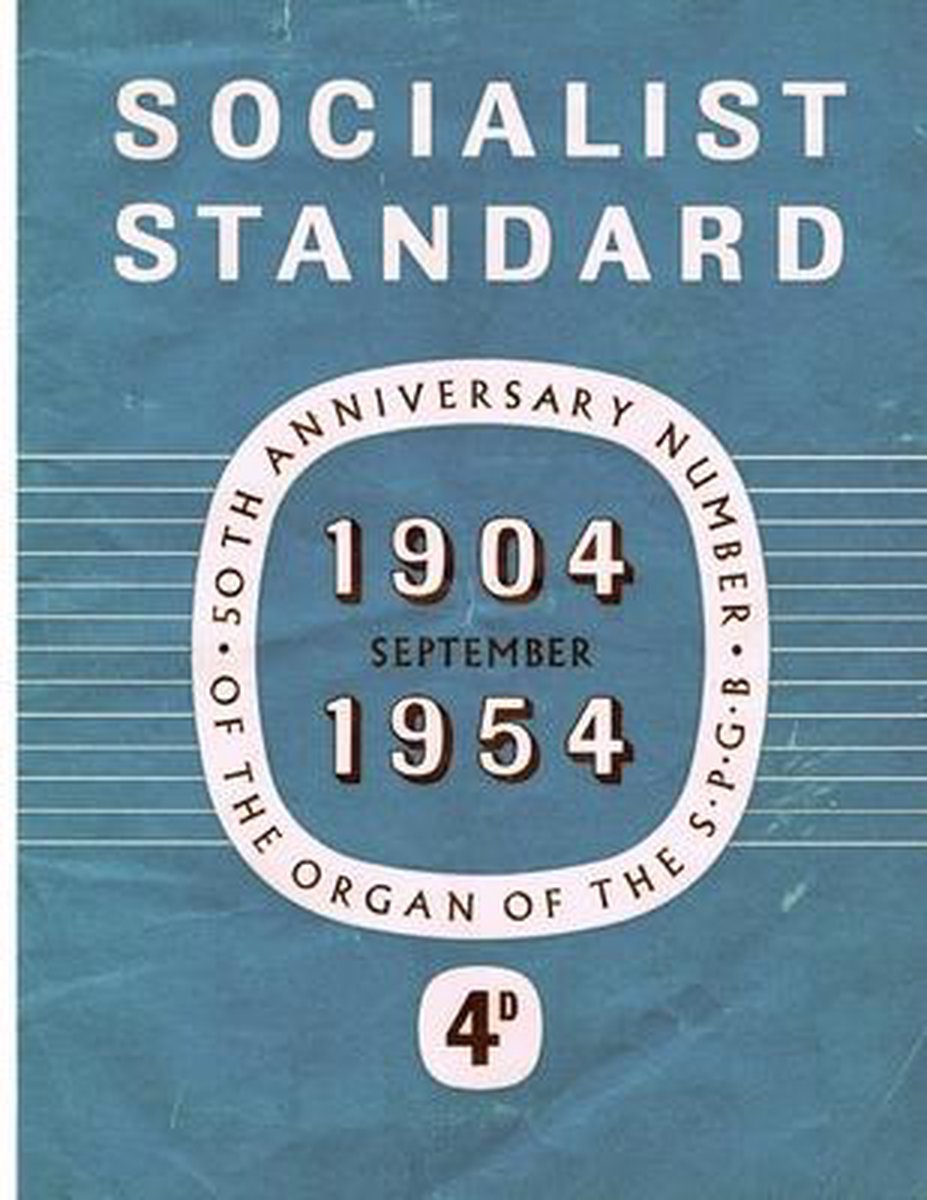 SOCIALIST
STANDARD
50TH ANNIVERSARY NUMBER •
OF THE ORGAN OF THE S.P.G.B •
1904
SEPTEMBER
1954
4D